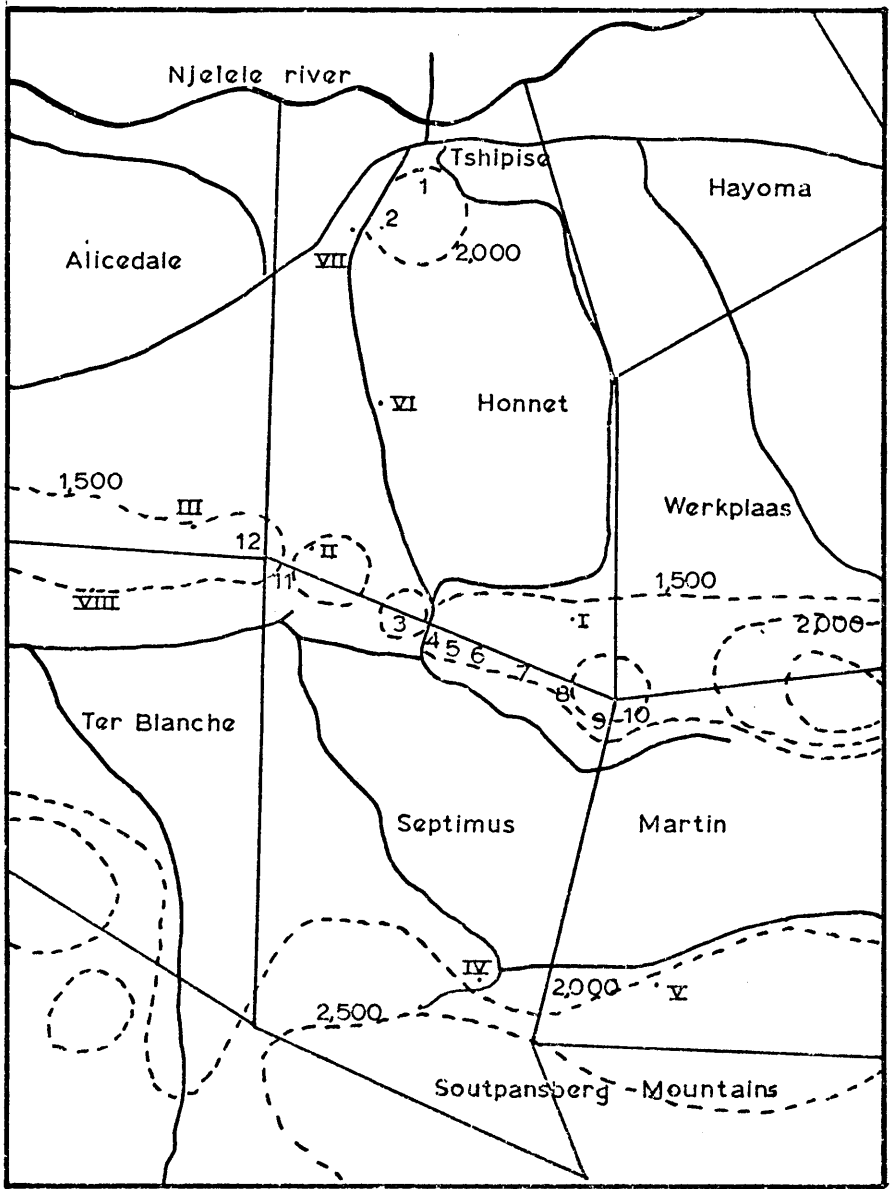 Njelele river
Tshipise
1
Hayoma
2
Alicedale
VII
2,000
VI
Honnet
1,500
III
Werkplaas
12
II
11
1,500
VIII
I
3
2,000
4 5 6
7
8
9 10
Ter Blanche
Septimus
Martin
IV
2,000
V
2,500
Soutpansberg Mountains